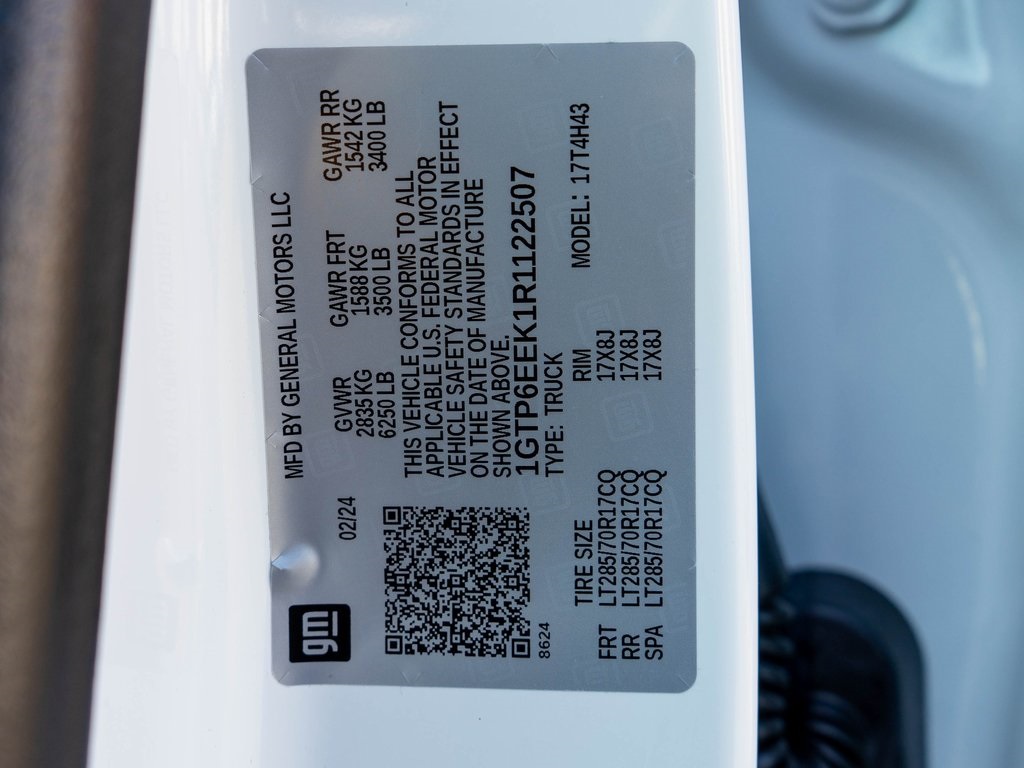 MFD BY GENERAL MOTORS LLC
gm
02/24
GVWR GAWR FRT GAWR RR
2835 KG 1588 KG 1542 KG
6250 LB 3500 LB 3400 LB
THIS VEHICLE CONFORMS TO ALL
APPLICABLE U.S. FEDERAL MOTOR
VEHICLE SAFETY STANDARDS IN EFFECT
ON THE DATE OF MANUFACTURE
SHOWN ABOVE.
1GTP6EEK1R1122507
TYPE: TRUCK MODEL: 17T4H43
8624
TIRE SIZE RIM
FRT LT285/70R17CQ 17X8J
RR LT285/70R17CQ 17X8J
SPA LT285/70R17CQ 17X8J